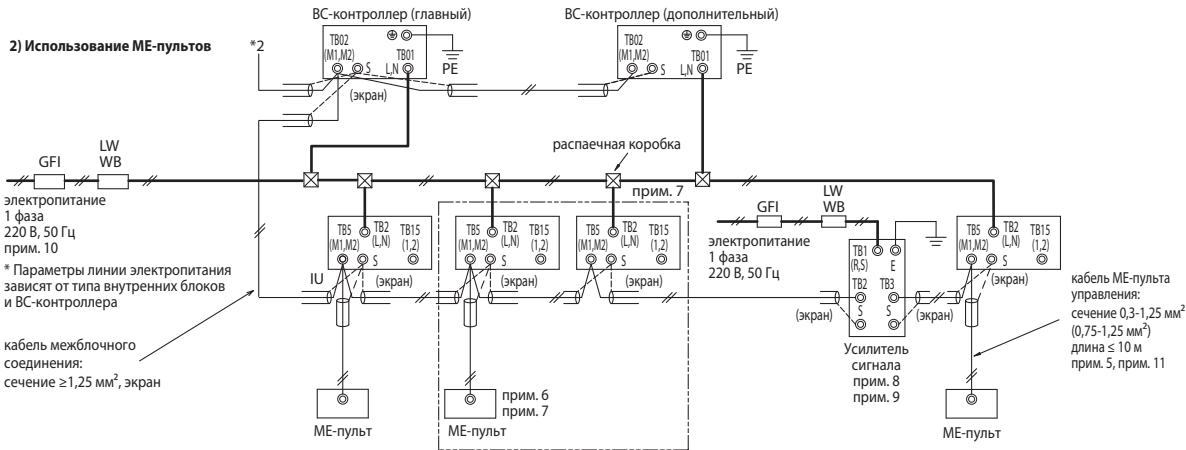 ВС-контроллер (главный)
ВС-контроллер (дополнительный)
2) Использование МЕ-пультов
*2
TB02
(M1,M2)
S
TB01
L,N
PE
(экран)
TB02
(M1,M2)
S
TB01
L,N
PE
распаечная коробка
GFI
LW
WB
прим. 7
электропитание
1 фаза
220 В, 50 Гц
прим. 10
* Параметры линии электропитания
зависят от типа внутренних блоков
и ВС-контроллера
IU
TB5
(M1,M2)
TB2
(L,N)
TB15
(1,2)
S
(экран)
TB5
(M1,M2)
TB2
(L,N)
TB15
(1,2)
S
(экран)
TB5
(M1,M2)
TB2
(L,N)
TB15
(1,2)
S
(экран)
GFI
LW
WB
электропитание
1 фаза
220 В, 50 Гц
TB1
(R,S)
E
TB2
TB3
S
S
(экран)
(экран)
Усилитель
сигнала
прим. 8
прим. 9
TB5
(M1,M2)
TB2
(L,N)
TB15
(1,2)
S
(экран)
кабель МЕ-пульта
управления:
сечение 0,3-1,25 мм²
(0,75-1,25 мм²)
длина ≤ 10 м
прим. 5, прим. 11
кабель межблочного
соединения:
сечение ≥1,25 мм², экран
МЕ-пульт
прим. 6
прим. 7
МЕ-пульт
МЕ-пульт